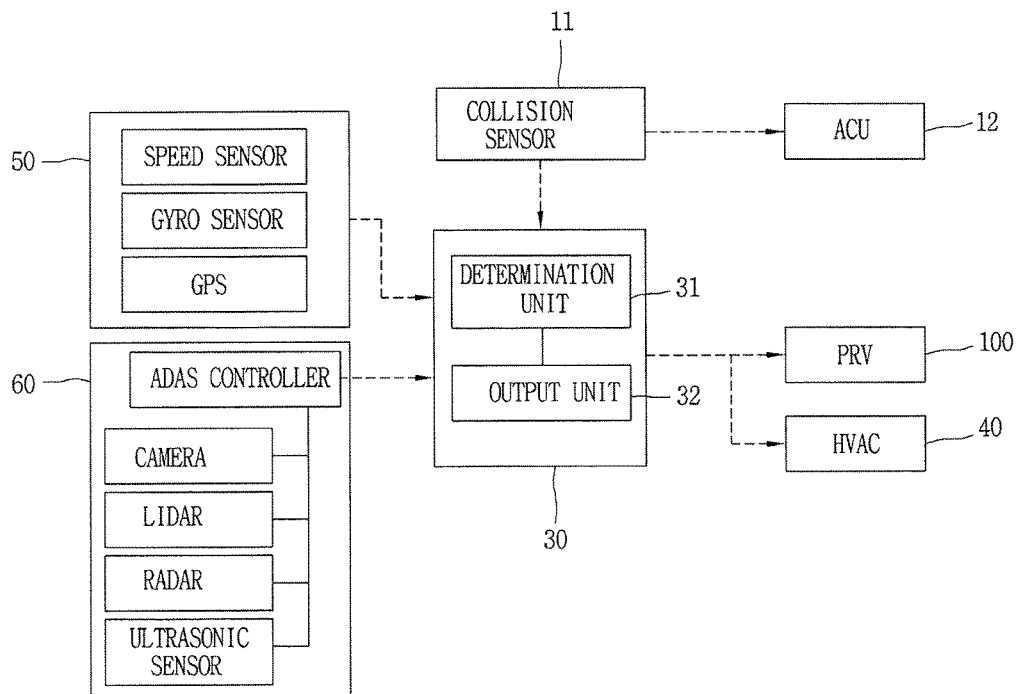 11
COLLISION
SENSOR
ACU
12
50
SPEED SENSOR
GYRO SENSOR
GPS
DETERMINATION
UNIT
31
OUTPUT UNIT
32
30
PRV
100
HVAC
40
60
ADAS CONTROLLER
CAMERA
LIDAR
RADAR
ULTRASONIC
SENSOR